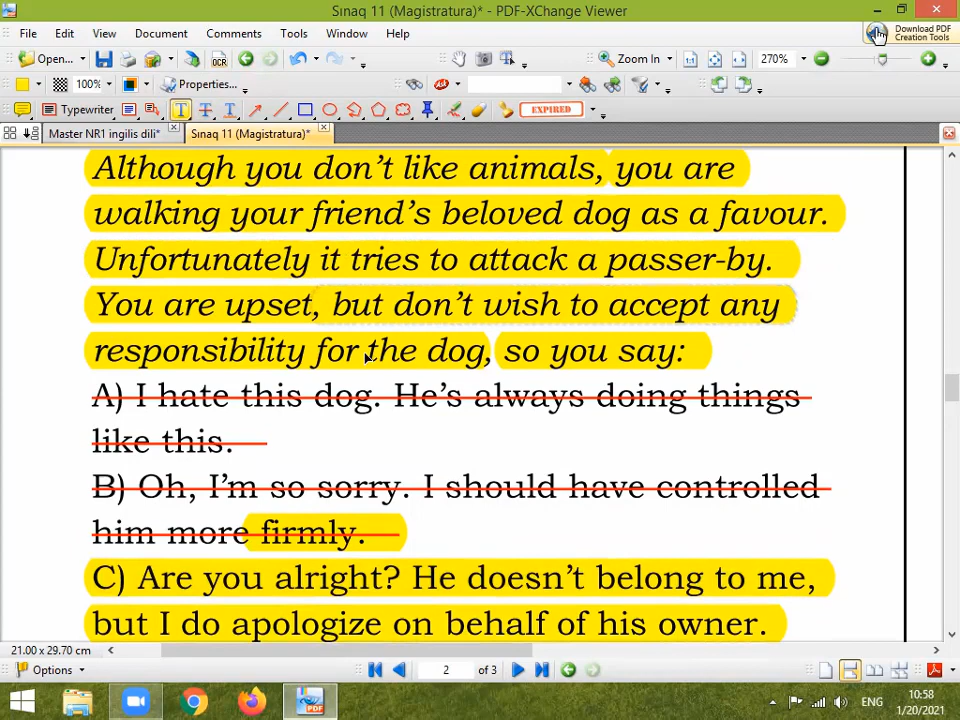 Sınaq 11 (Magistratura)* - PDF-XChange Viewer
File Edit View Document Comments Tools Window Help
Download PDF Creation Tools
Open... OCR Zoom In 270%
100% Properties...
Typewriter EXPIRED
Master NR1 ingilis dili* Sınaq 11 (Magistratura)*
Although you don't like animals, you are
walking your friend's beloved dog as a favour.
Unfortunately it tries to attack a passer-by.
You are upset, but don't wish to accept any
responsibility for the dog, so you say:
A) I hate this dog. He's always doing things
like this.
B) Oh, I'm so sorry. I should have controlled
him more firmly.
C) Are you alright? He doesn't belong to me,
but I do apologize on behalf of his owner.
21.00 x 29.70 cm
Options 2 of 3
ENG 10:58
1/20/2021